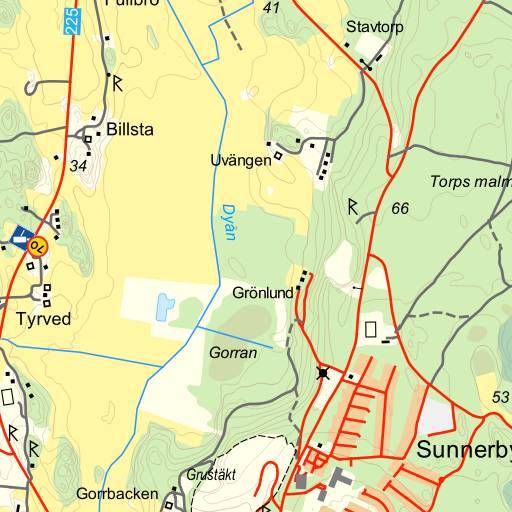 Fullbro
41
225
Stavtorp
Billsta
34
Uvängen
Torps malm
66
Dyån
70
Grönlund
Tyrved
Gorran
53
Sunnerby
Grustäkt
Gorrbacken